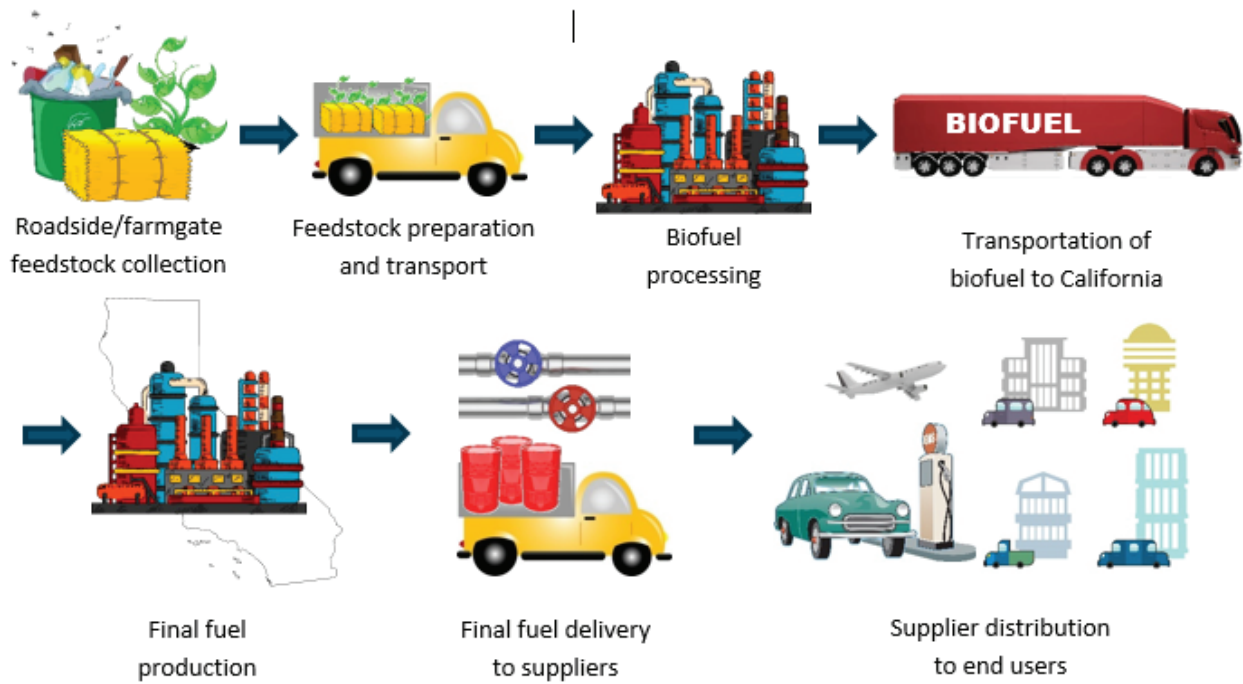 BIOFUEL
Roadside/farmgate
feedstock collection
Feedstock preparation
and transport
Biofuel
processing
Transportation of
biofuel to California
Final fuel
production
Final fuel delivery
to suppliers
Supplier distribution
to end users